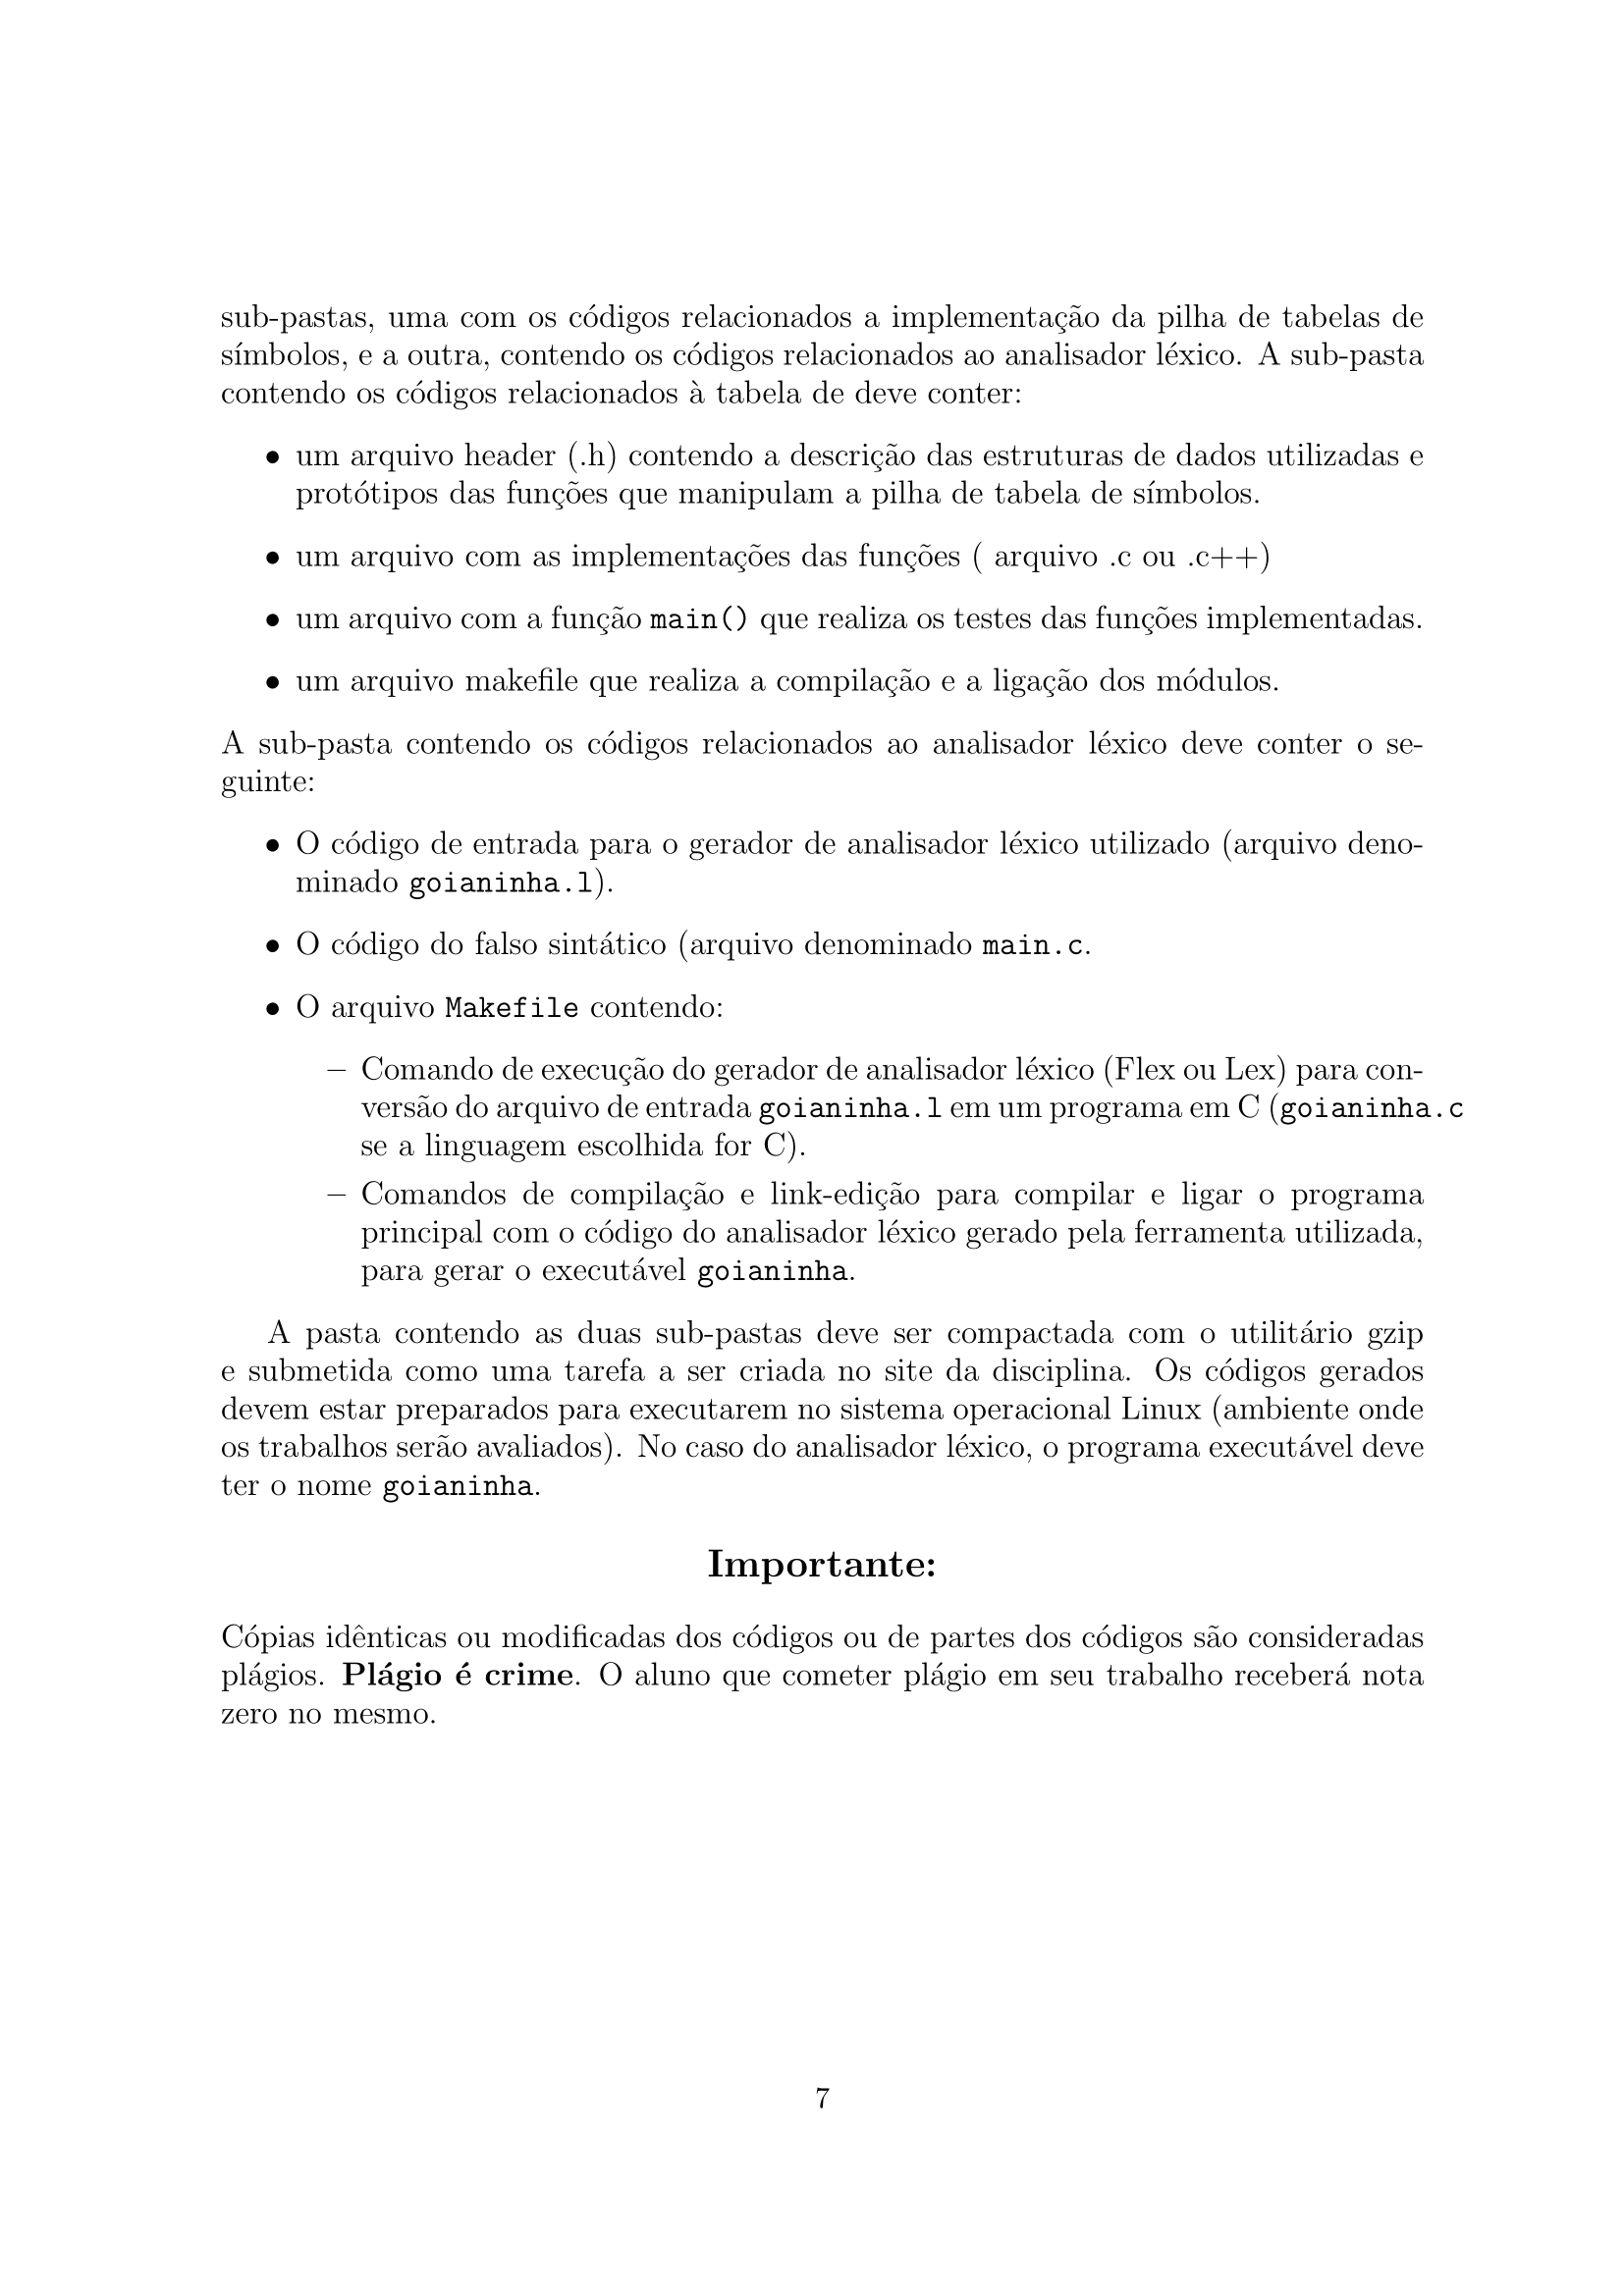 sub-pastas, uma com os códigos relacionados a implementação da pilha de tabelas de
símbolos, e a outra, contendo os códigos relacionados ao analisador léxico. A sub-pasta
contendo os códigos relacionados à tabela de deve conter:
• um arquivo header (.h) contendo a descrição das estruturas de dados utilizadas e
protótipos das funções que manipulam a pilha de tabela de símbolos.
• um arquivo com as implementações das funções ( arquivo .c ou .c++)
• um arquivo com a função main() que realiza os testes das funções implementadas.
• um arquivo makefile que realiza a compilação e a ligação dos módulos.
A sub-pasta contendo os códigos relacionados ao analisador léxico deve conter o se-
guinte:
• O código de entrada para o gerador de analisador léxico utilizado (arquivo deno-
minado goianinha.l).
• O código do falso sintático (arquivo denominado main.c.
• O arquivo Makefile contendo:
– Comando de execução do gerador de analisador léxico (Flex ou Lex) para con-
versão do arquivo de entrada goianinha.l em um programa em C (goianinha.c
se a linguagem escolhida for C).
– Comandos de compilação e link-edição para compilar e ligar o programa
principal com o código do analisador léxico gerado pela ferramenta utilizada,
para gerar o executável goianinha.
A pasta contendo as duas sub-pastas deve ser compactada com o utilitário gzip
e submetida como uma tarefa a ser criada no site da disciplina. Os códigos gerados
devem estar preparados para executarem no sistema operacional Linux (ambiente onde
os trabalhos serão avaliados). No caso do analisador léxico, o programa executável deve
ter o nome goianinha.
Importante:
Cópias idênticas ou modificadas dos códigos ou de partes dos códigos são consideradas
plágios. Plágio é crime. O aluno que cometer plágio em seu trabalho receberá nota
zero no mesmo.
7